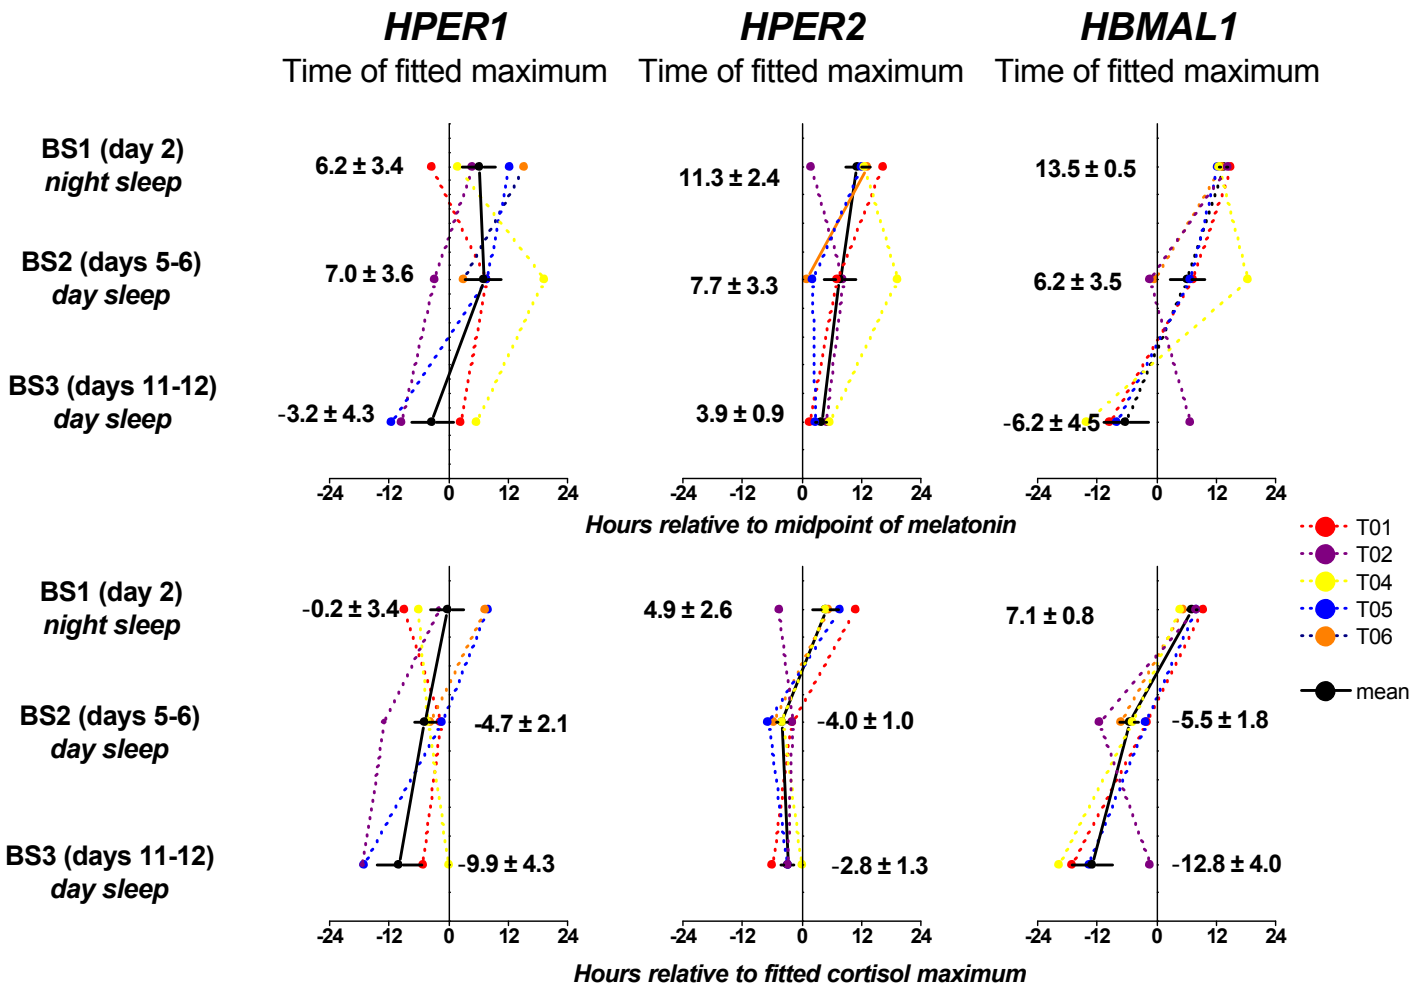 HPER1 HPER2 HBMAL1
Time of fitted maximum Time of fitted maximum Time of fitted maximum
BS1 (day 2)
night sleep
6.2 ± 3.4 11.3 ± 2.4 13.5 ± 0.5
BS2 (days 5-6)
day sleep
7.0 ± 3.6 7.7 ± 3.3 6.2 ± 3.5
BS3 (days 11-12)
day sleep
-3.2 ± 4.3 3.9 ± 0.9 -6.2 ± 4.5
-24 -12 0 12 24 -24 -12 0 12 24 -24 -12 0 12 24
Hours relative to midpoint of melatonin
T01
T02
T04
T05
T06
mean
BS1 (day 2)
night sleep
-0.2 ± 3.4 4.9 ± 2.6 7.1 ± 0.8
BS2 (days 5-6)
day sleep
-4.7 ± 2.1 -4.0 ± 1.0 -5.5 ± 1.8
BS3 (days 11-12)
day sleep
-9.9 ± 4.3 -2.8 ± 1.3 -12.8 ± 4.0
-24 -12 0 12 24 -24 -12 0 12 24 -24 -12 0 12 24
Hours relative to fitted cortisol maximum